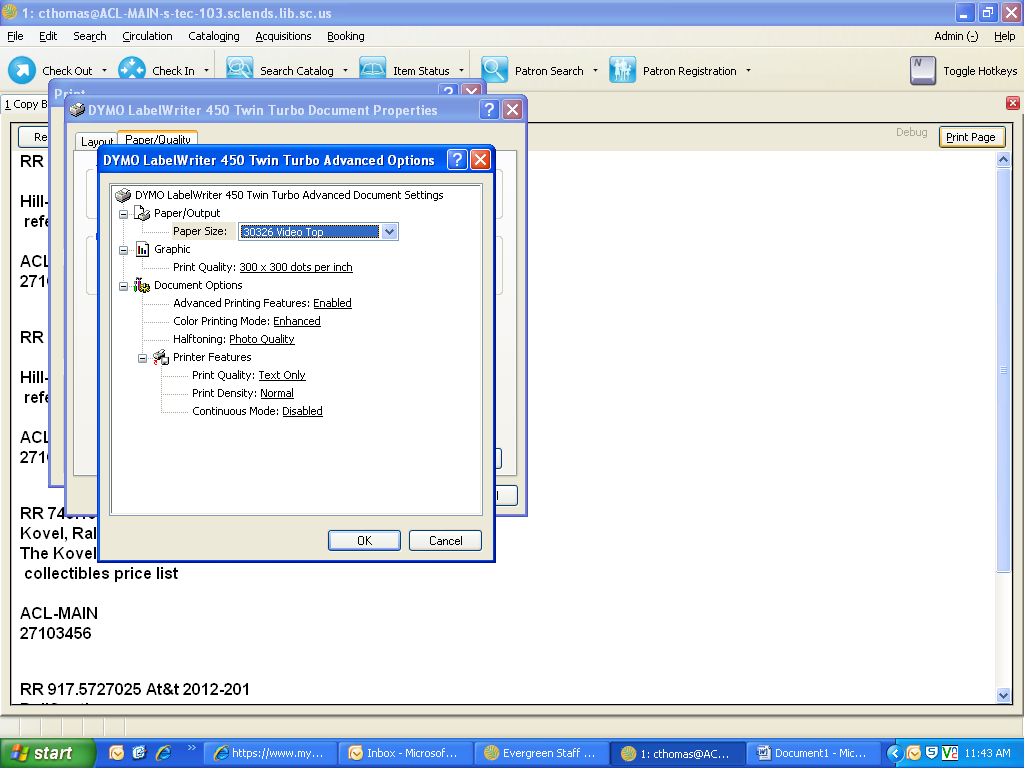 1: cthomas@ACL-MAIN-s-tec-103.sclends.lib.sc.us
File Edit Search Circulation Cataloging Acquisitions Booking Admin (-) Help
Check Out Check In Search Catalog Item Status Patron Search Patron Registration N Toggle Hotkeys
Print
1 Copy B
DYMO LabelWriter 450 Twin Turbo Document Properties
Re
Debug Print Page
Layout Paper/Quality
DYMO LabelWriter 450 Twin Turbo Advanced Options
DYMO LabelWriter 450 Twin Turbo Advanced Document Settings
Paper/Output
Paper Size: 30326 Video Top
Graphic
Print Quality: 300 x 300 dots per inch
Document Options
Advanced Printing Features: Enabled
Color Printing Mode: Enhanced
Halftoning: Photo Quality
Printer Features
Print Quality: Text Only
Print Density: Normal
Continuous Mode: Disabled
OK Cancel
RR
Hill-
refe
ACL
2710
RR
Hill-
refe
ACL
2710
RR 74
Kovel, Ral
The Kovel
collectibles price list
ACL-MAIN
27103456
RR 917.5727025 At&t 2012-201
start
https://www.my...
Inbox - Microsof...
Evergreen Staff ...
1: cthomas@AC...
Document1 - Mic...
11:43 AM